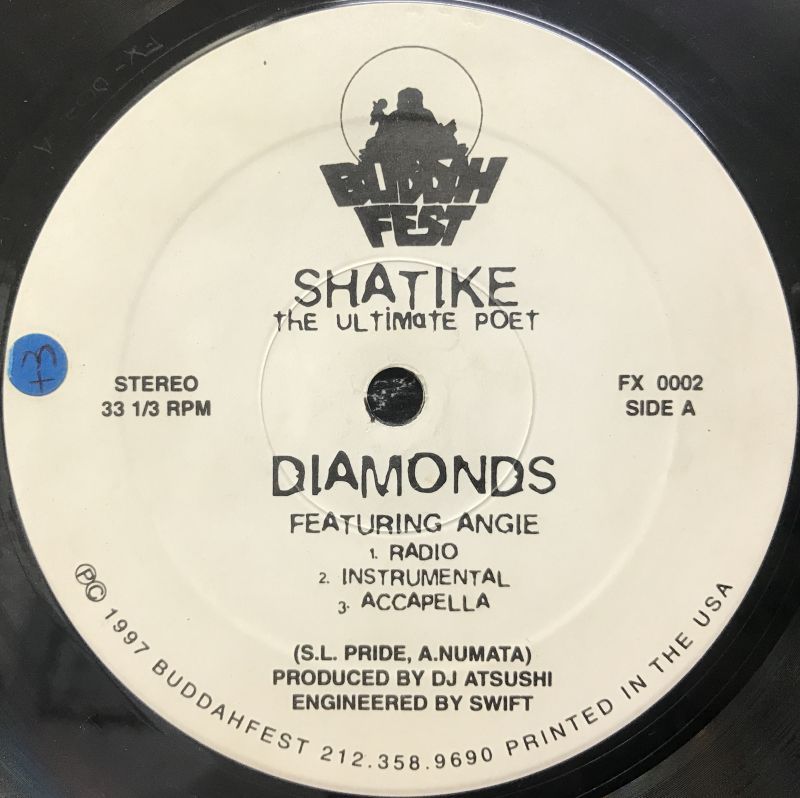 BUDDAH
FEST
SHATIKE
THE ULTIMATE POET
STEREO
33 1/3 RPM
FX 0002
SIDE A
DIAMONDS
FEATURING ANGIE
1. RADIO
2. INSTRUMENTAL
3. ACCAPELLA
(S.L. PRIDE, A.NUMATA)
PRODUCED BY DJ ATSUSHI
ENGINEERED BY SWIFT
℗© 1997 BUDDAHFEST 212.358.9690 PRINTED IN THE USA